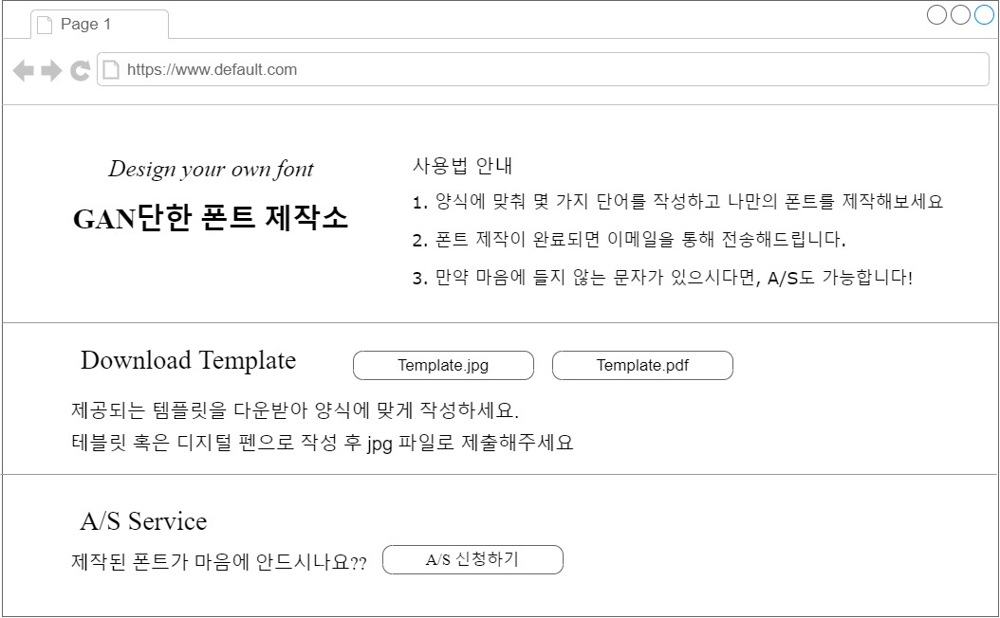 Page 1
https://www.default.com
Design your own font
GAN단한 폰트 제작소
사용법 안내
1. 양식에 맞춰 몇 가지 단어를 작성하고 나만의 폰트를 제작해보세요
2. 폰트 제작이 완료되면 이메일을 통해 전송해드립니다.
3. 만약 마음에 들지 않는 문자가 있으시다면, A/S도 가능합니다!
Download Template
Template.jpg
Template.pdf
제공되는 템플릿을 다운받아 양식에 맞게 작성하세요.
테블릿 혹은 디지털 펜으로 작성 후 jpg 파일로 제출해주세요
A/S Service
제작된 폰트가 마음에 안드시나요??
A/S 신청하기